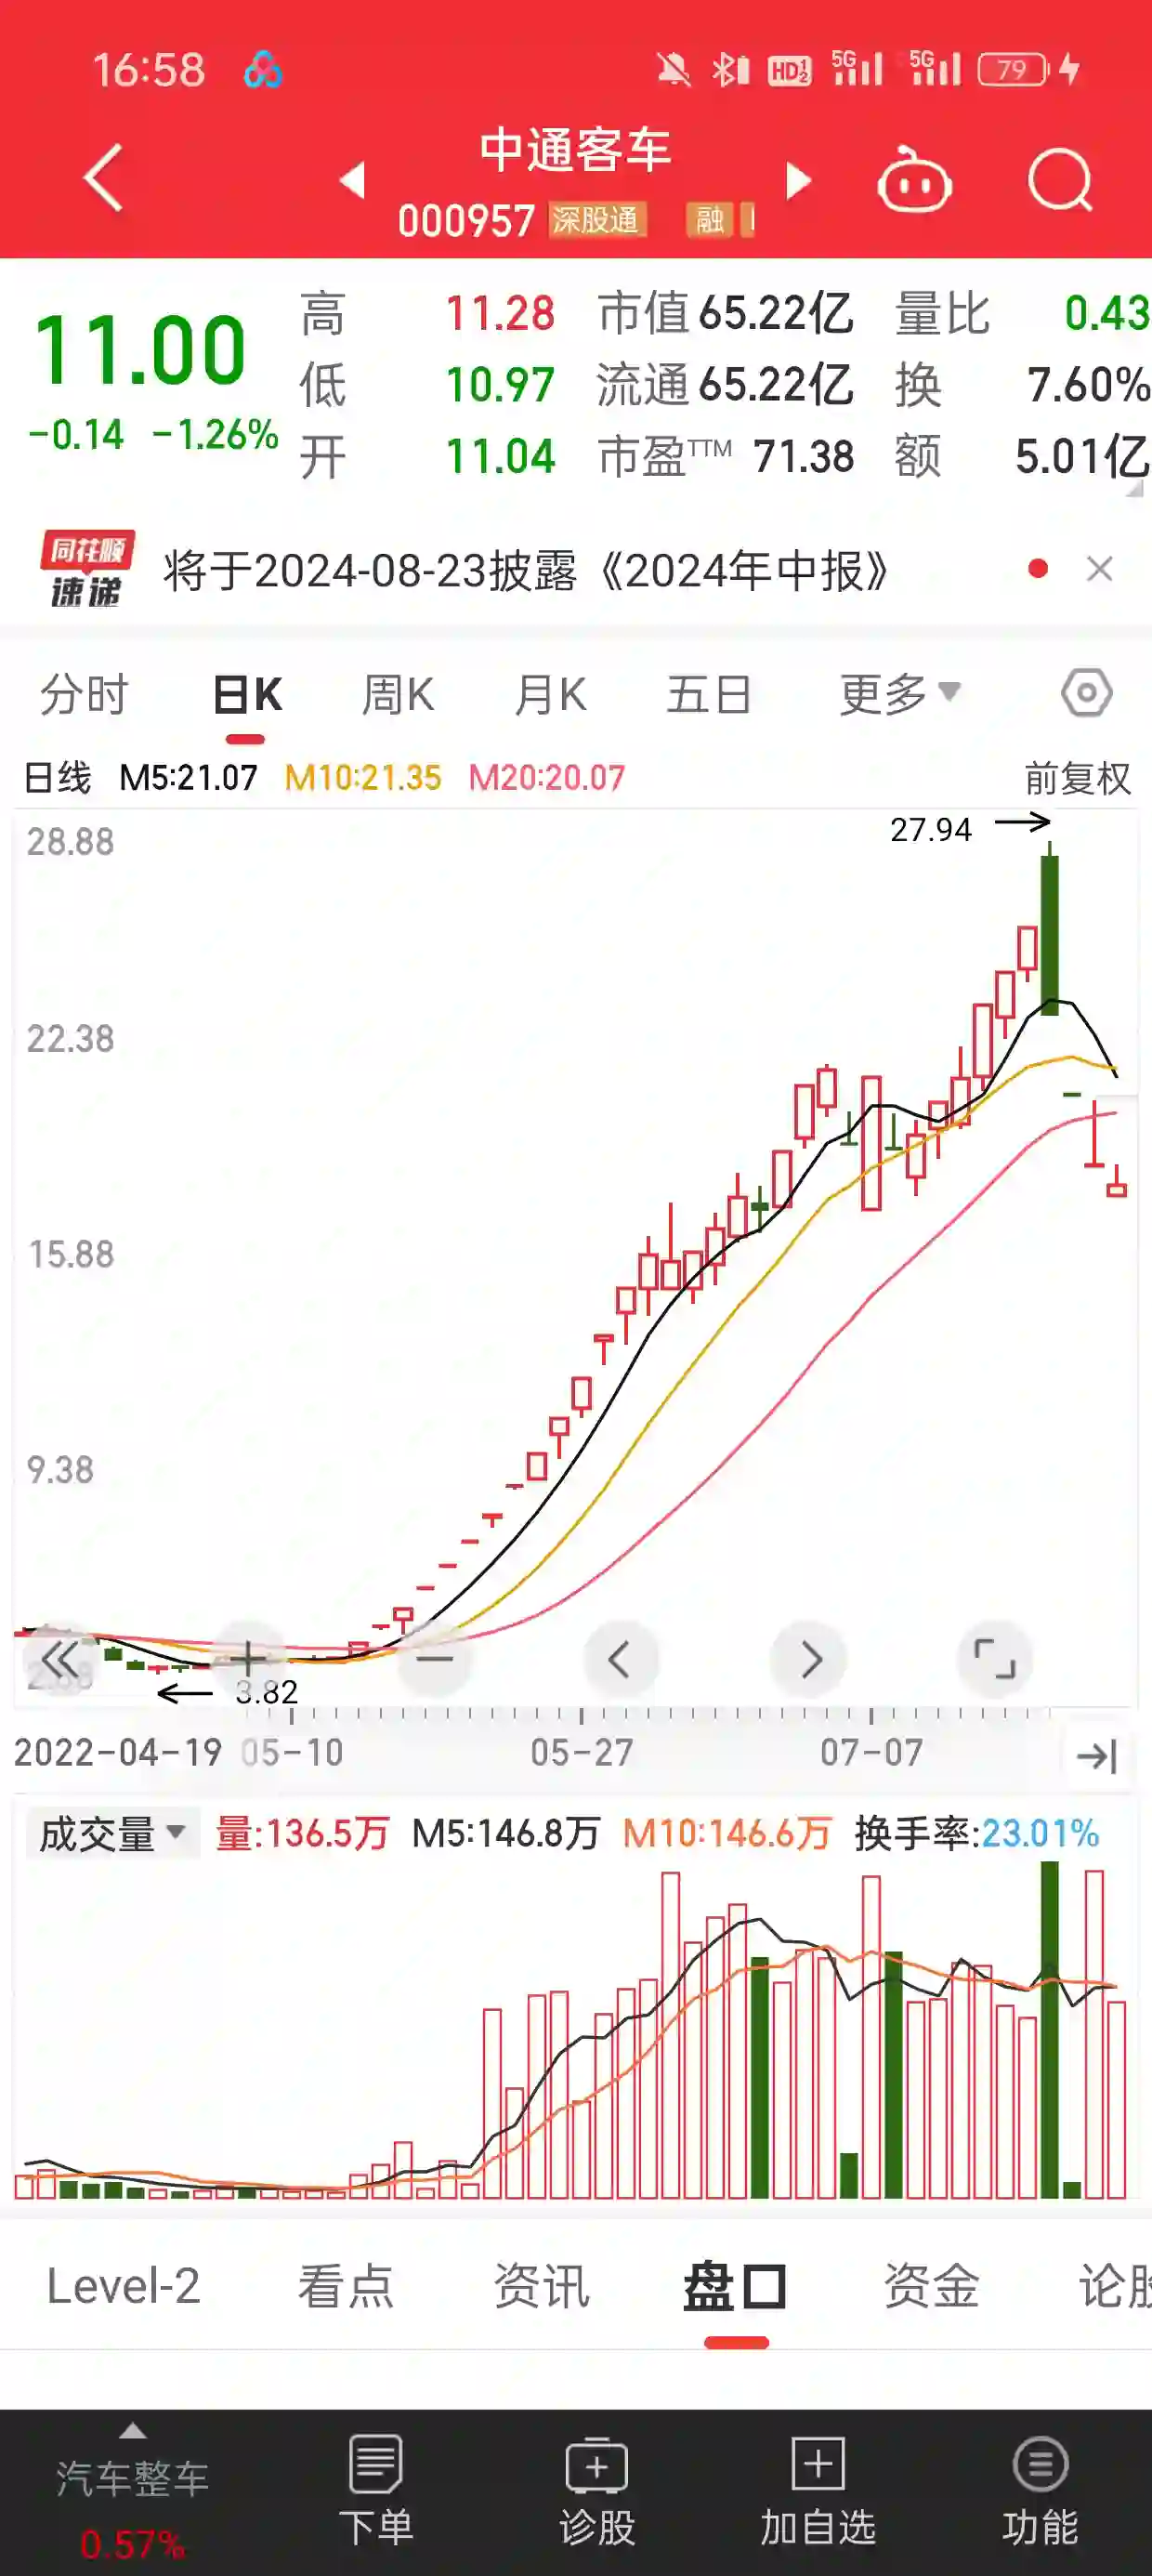 16:58 HD 1 2 5G 5G 79
中通客车
000957 深股通 融
11.00 高 11.28 市值 65.22亿 量比 0.43
低 10.97 流通 65.22亿 换 7.60%
-0.14 -1.26%
开 11.04 市盈TTM 71.38 额 5.01亿
同花顺
速递
将于2024-08-23披露《2024年中报》
分时 日K 周K 月K 五日 更多
日线 M5:21.07 M10:21.35 M20:20.07 前复权
27.94
28.88
22.38
15.88
9.38
3.82
2022-04-19 05-10 05-27 07-07
成交量 量:136.5万 M5:146.8万 M10:146.6万 换手率:23.01%
Level-2 看点 资讯 盘口 资金 论股
汽车整车
0.57%
下单 诊股 加自选 功能